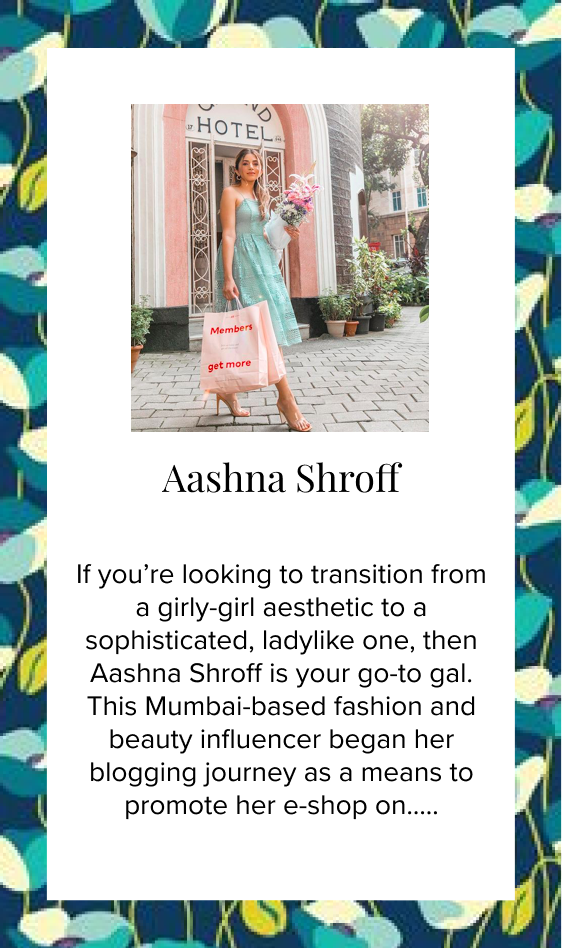 HOTEL
Members
get more
Aashna Shroff
If you’re looking to transition from
a girly-girl aesthetic to a
sophisticated, ladylike one, then
Aashna Shroff is your go-to gal.
This Mumbai-based fashion and
beauty influencer began her
blogging journey as a means to
promote her e-shop on.....